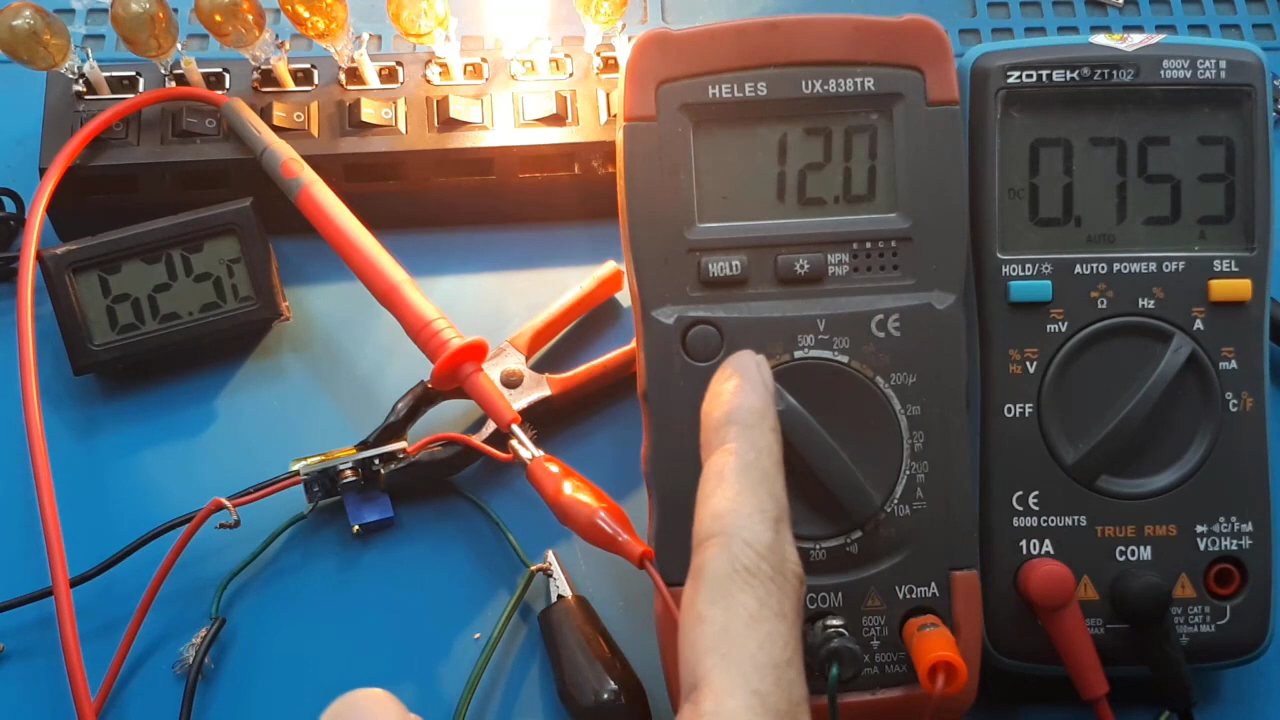 HELES UX-838TR
12.0
HOLD
NPN
PNP
E B C E
V
500 ~ 200
CE
200µ
2m
20
m
200
m
A
10A
200
COM
600V
CAT.II
VΩmA
ZOTEK® ZT102
600V CAT III
1000V CAT II
DC 0.753
AUTO A
HOLD/
AUTO POWER OFF
SEL
Ω
Hz
%
mV
A
%
Hz V
mA
OFF
°C/°F
CE
6000 COUNTS
TRUE RMS
10A
COM
VΩHz
62.5°C